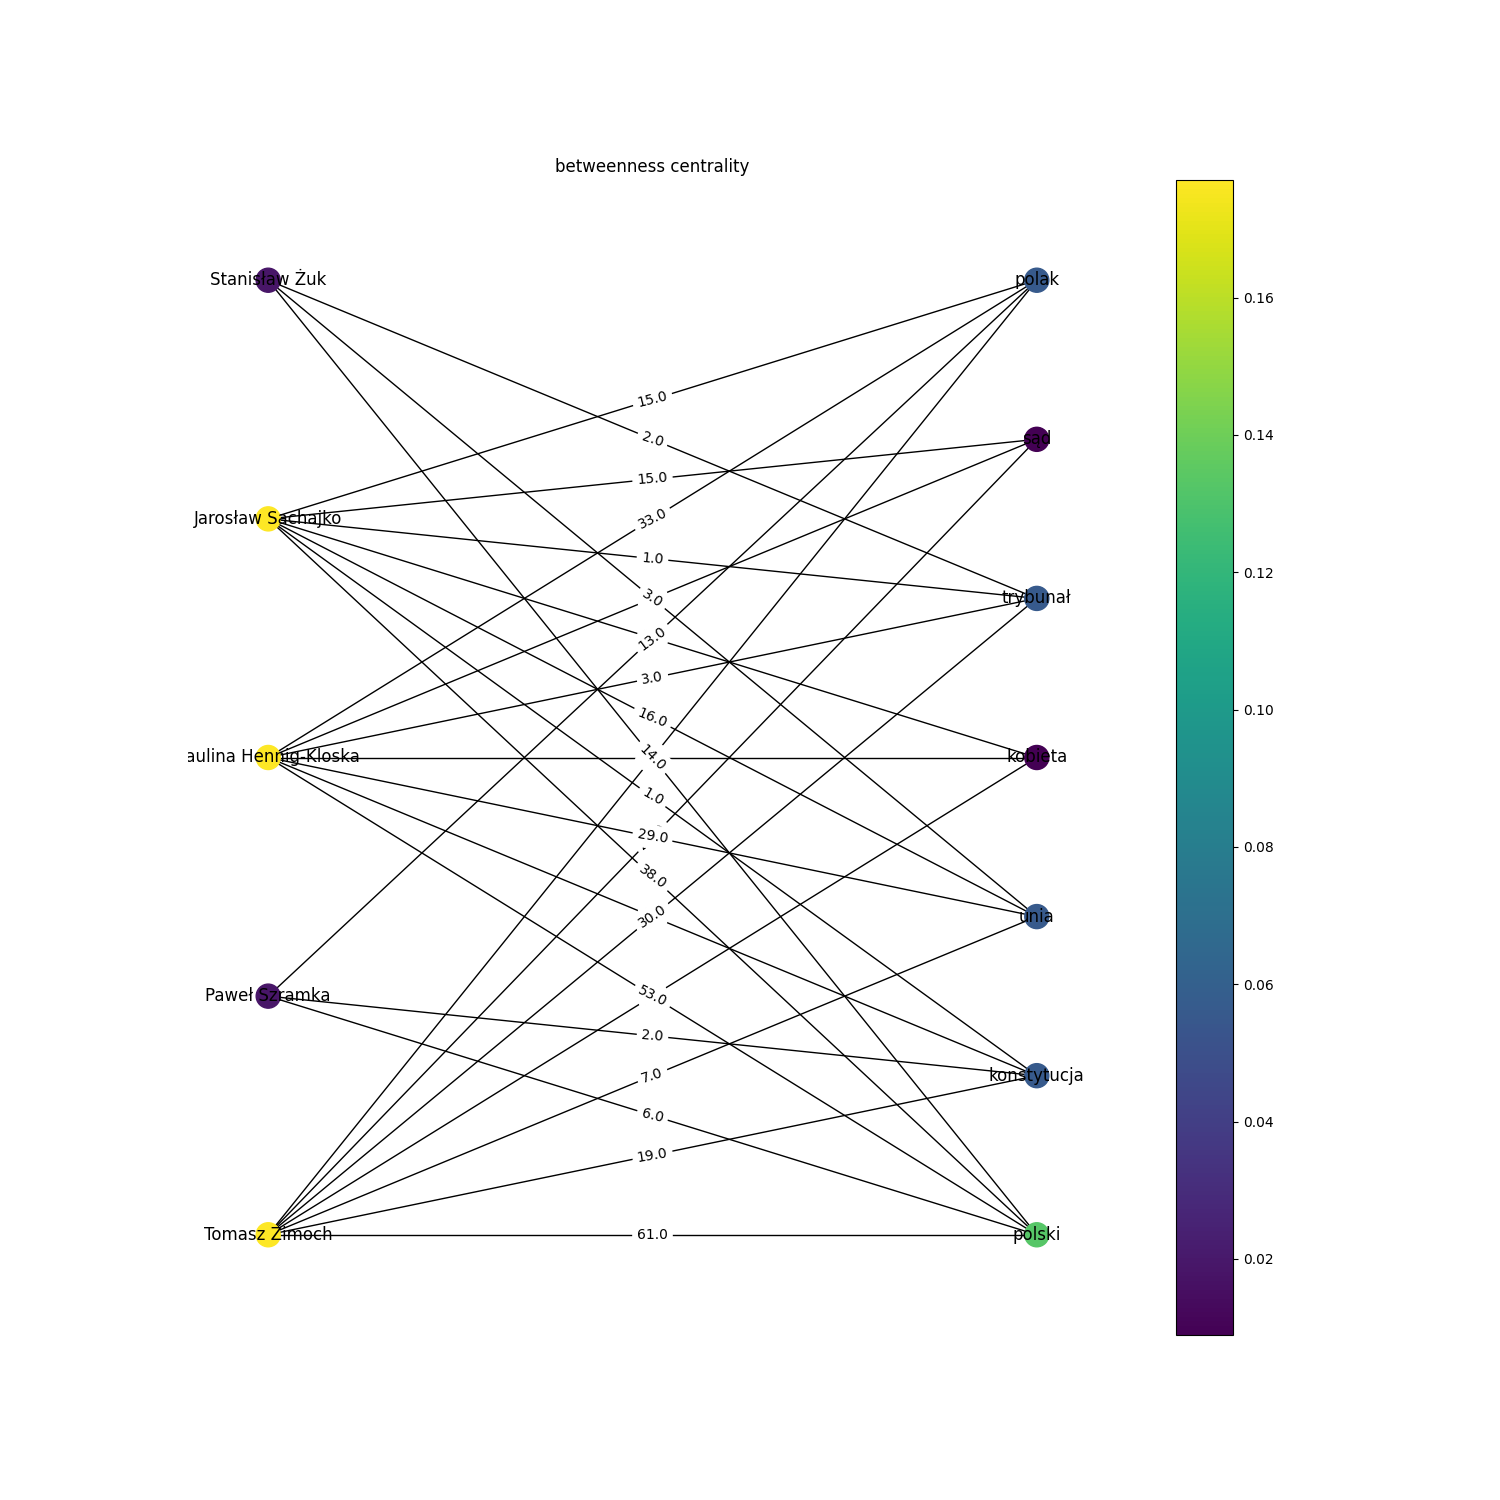 betweenness centrality
Stanisław Żuk
polak
0.16
15.0
2.0
0.14
sąd
15.0
Jarosław Sachajko
33.0
1.0
0.12
3.0
trybunał
13.0
3.0
0.10
16.0
aulina Hennig-Kloska
14.0
kobieta
1.0
29.0
0.08
38.0
30.0
unia
0.06
53.0
Paweł Szramka
2.0
7.0
konstytucja
6.0
0.04
19.0
Tomasz Zimoch
61.0
polski
0.02